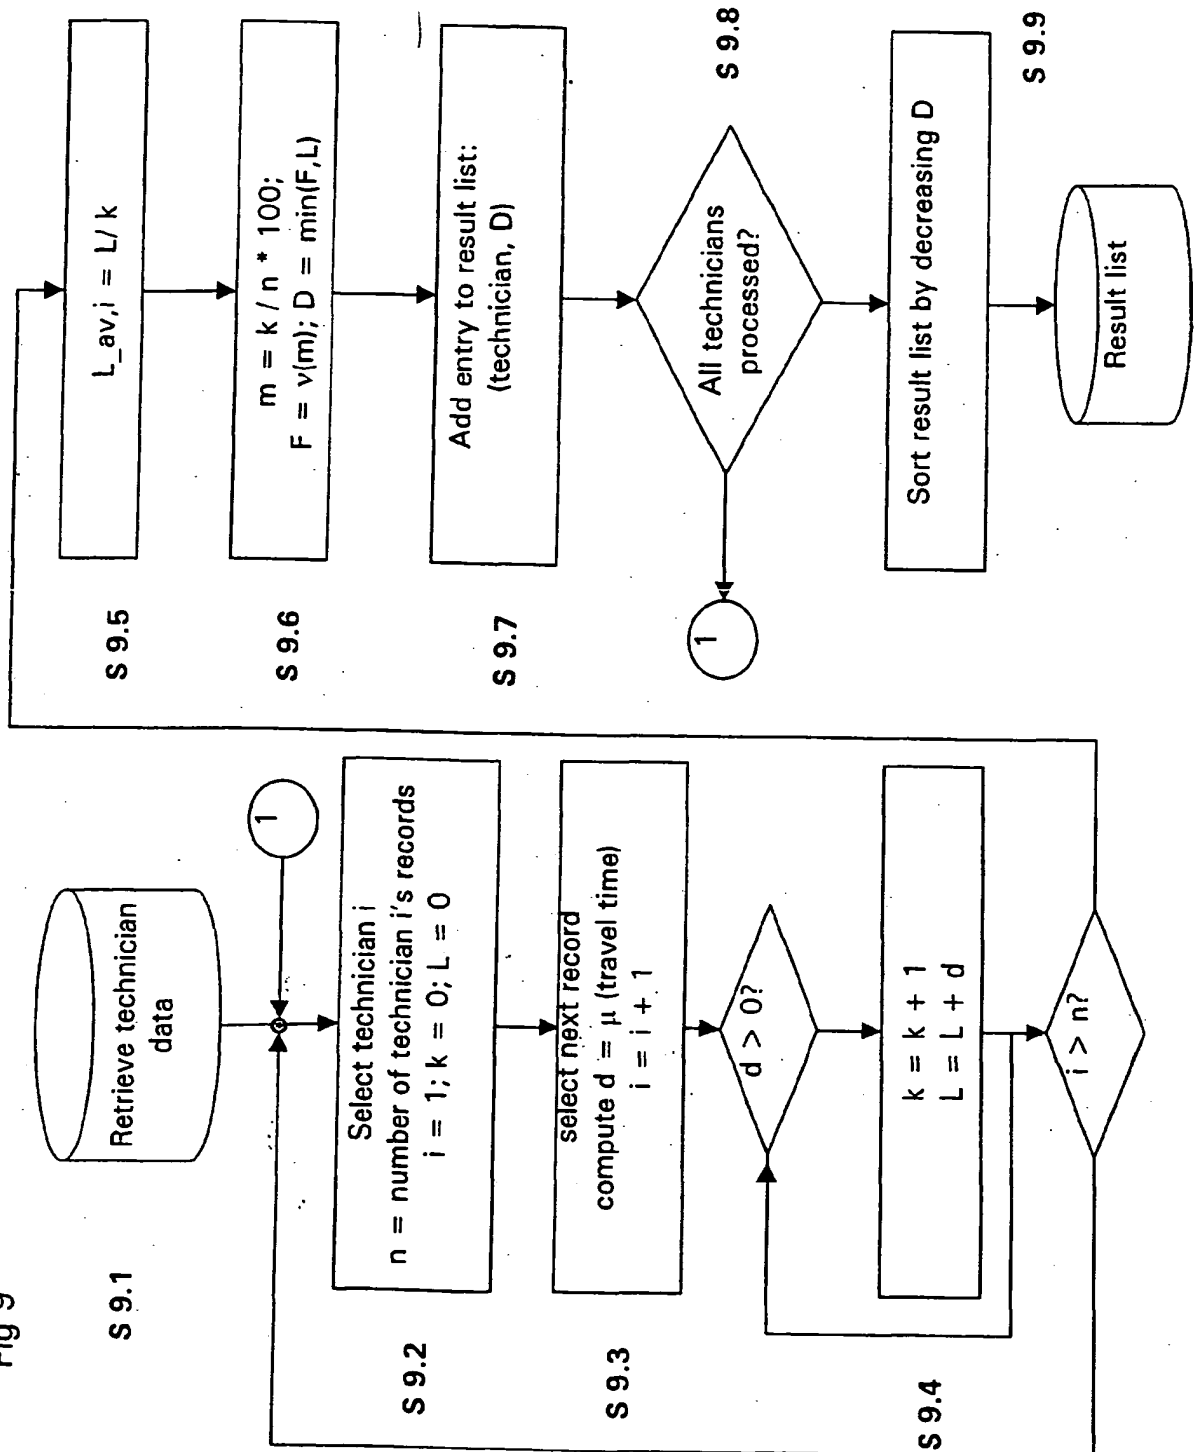 Fig 9
S 9.1
Retrieve technician
data
1
S 9.2
Select technician i
n = number of technician i's records
i = 1; k = 0; L = 0
S 9.3
select next record
compute d = μ (travel time)
i = i + 1
d > 0?
S 9.4
k = k + 1
L = L + d
i > n?
S 9.5
L_av,i = L/k
S 9.6
m = k / n * 100;
F = ν(m); D = min(F,L)
S 9.7
Add entry to result list:
(technician, D)
S 9.8
All technicians
processed?
1
S 9.9
Sort result list by decreasing D
Result list